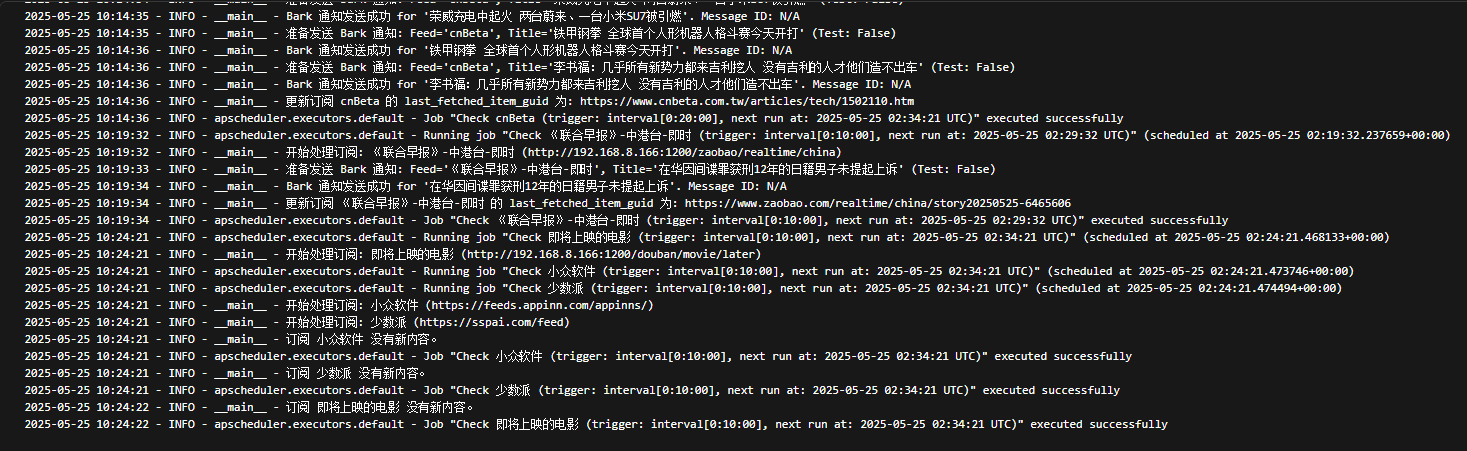 2025-05-25 10:14:35 - INFO - __main__ - Bark 通知发送成功 for '荣威充电中起火 两台蔚来、一台小米SU7被引燃'. Message ID: N/A
2025-05-25 10:14:35 - INFO - __main__ - 准备发送 Bark 通知: Feed='cnBeta', Title='铁甲钢拳 全球首个人形机器人格斗赛今天开打' (Test: False)
2025-05-25 10:14:36 - INFO - __main__ - Bark 通知发送成功 for '铁甲钢拳 全球首个人形机器人格斗赛今天开打'. Message ID: N/A
2025-05-25 10:14:36 - INFO - __main__ - 准备发送 Bark 通知: Feed='cnBeta', Title='李书福：几乎所有新势力都来吉利挖人 没有吉利的人才他们造不出车' (Test: False)
2025-05-25 10:14:36 - INFO - __main__ - Bark 通知发送成功 for '李书福：几乎所有新势力都来吉利挖人 没有吉利的人才他们造不出车'. Message ID: N/A
2025-05-25 10:14:36 - INFO - __main__ - 更新订阅 cnBeta 的 last_fetched_item_guid 为: https://www.cnbeta.com.tw/articles/tech/1502110.htm
2025-05-25 10:14:36 - INFO - apscheduler.executors.default - Job "Check cnBeta (trigger: interval[0:20:00], next run at: 2025-05-25 02:34:21 UTC)" executed successfully
2025-05-25 10:19:32 - INFO - apscheduler.executors.default - Running job "Check 《联合早报》-中港台-即时 (trigger: interval[0:10:00], next run at: 2025-05-25 02:29:32 UTC)" (scheduled at 2025-05-25 02:19:32.237659+00:00)
2025-05-25 10:19:32 - INFO - __main__ - 开始处理订阅: 《联合早报》-中港台-即时 (http://192.168.8.166:1200/zaobao/realtime/china)
2025-05-25 10:19:33 - INFO - __main__ - 准备发送 Bark 通知: Feed='《联合早报》-中港台-即时', Title='在华因间谍罪获刑12年的日籍男子未提起上诉' (Test: False)
2025-05-25 10:19:34 - INFO - __main__ - Bark 通知发送成功 for '在华因间谍罪获刑12年的日籍男子未提起上诉'. Message ID: N/A
2025-05-25 10:19:34 - INFO - __main__ - 更新订阅 《联合早报》-中港台-即时 的 last_fetched_item_guid 为: https://www.zaobao.com/realtime/china/story20250525-6465606
2025-05-25 10:19:34 - INFO - apscheduler.executors.default - Job "Check 《联合早报》-中港台-即时 (trigger: interval[0:10:00], next run at: 2025-05-25 02:29:32 UTC)" executed successfully
2025-05-25 10:24:21 - INFO - apscheduler.executors.default - Running job "Check 即将上映的电影 (trigger: interval[0:10:00], next run at: 2025-05-25 02:34:21 UTC)" (scheduled at 2025-05-25 02:24:21.468133+00:00)
2025-05-25 10:24:21 - INFO - __main__ - 开始处理订阅: 即将上映的电影 (http://192.168.8.166:1200/douban/movie/later)
2025-05-25 10:24:21 - INFO - apscheduler.executors.default - Running job "Check 小众软件 (trigger: interval[0:10:00], next run at: 2025-05-25 02:34:21 UTC)" (scheduled at 2025-05-25 02:24:21.473746+00:00)
2025-05-25 10:24:21 - INFO - apscheduler.executors.default - Running job "Check 少数派 (trigger: interval[0:10:00], next run at: 2025-05-25 02:34:21 UTC)" (scheduled at 2025-05-25 02:24:21.474494+00:00)
2025-05-25 10:24:21 - INFO - __main__ - 开始处理订阅: 小众软件 (https://feeds.appinn.com/appinns/)
2025-05-25 10:24:21 - INFO - __main__ - 开始处理订阅: 少数派 (https://sspai.com/feed)
2025-05-25 10:24:21 - INFO - __main__ - 订阅 小众软件 没有新内容。
2025-05-25 10:24:21 - INFO - apscheduler.executors.default - Job "Check 小众软件 (trigger: interval[0:10:00], next run at: 2025-05-25 02:34:21 UTC)" executed successfully
2025-05-25 10:24:21 - INFO - __main__ - 订阅 少数派 没有新内容。
2025-05-25 10:24:21 - INFO - apscheduler.executors.default - Job "Check 少数派 (trigger: interval[0:10:00], next run at: 2025-05-25 02:34:21 UTC)" executed successfully
2025-05-25 10:24:22 - INFO - __main__ - 订阅 即将上映的电影 没有新内容。
2025-05-25 10:24:22 - INFO - apscheduler.executors.default - Job "Check 即将上映的电影 (trigger: interval[0:10:00], next run at: 2025-05-25 02:34:21 UTC)" executed successfully